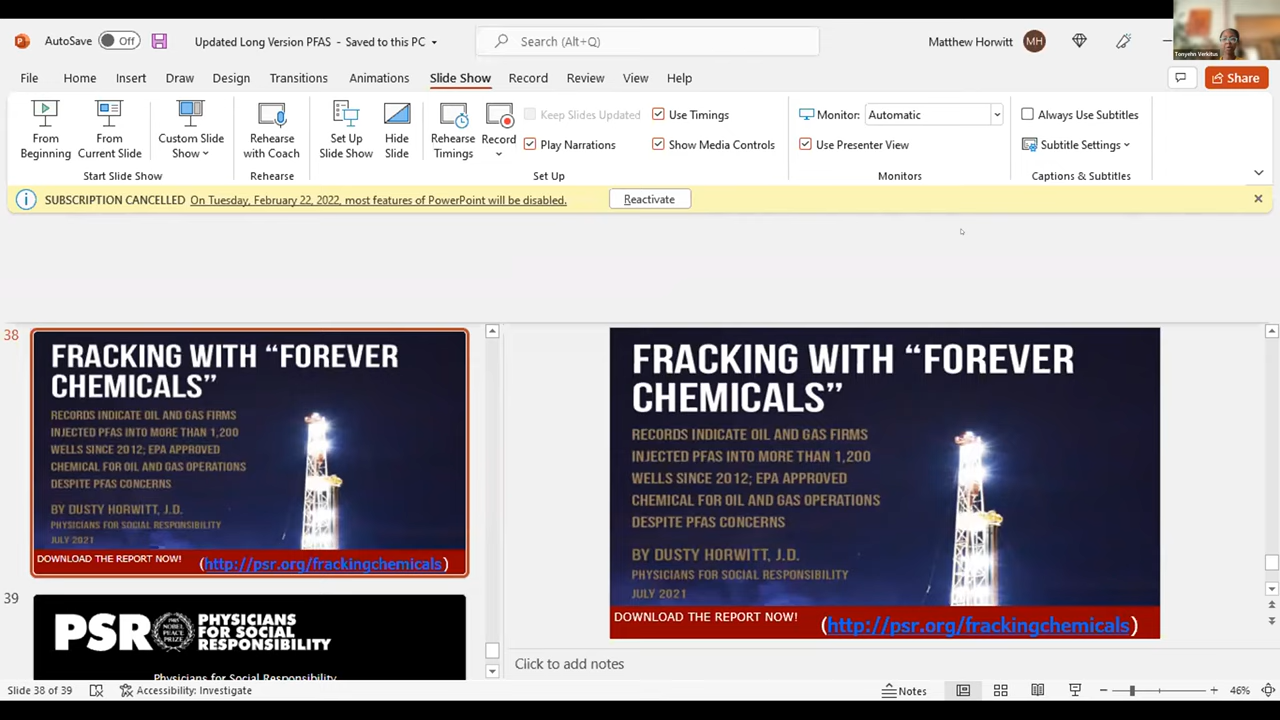 AutoSave Off Updated Long Version PFAS - Saved to this PC Search (Alt+Q) Matthew Horwitt MH
Tonyehn Verkitus
File Home Insert Draw Design Transitions Animations Slide Show Record Review View Help Share
From Beginning
From Current Slide
Custom Slide Show
Start Slide Show
Rehearse with Coach
Rehearse
Set Up Slide Show
Hide Slide
Rehearse Timings
Record
Keep Slides Updated
Play Narrations
Use Timings
Show Media Controls
Set Up
Monitor: Automatic
Use Presenter View
Monitors
Always Use Subtitles
Subtitle Settings
Captions & Subtitles
SUBSCRIPTION CANCELLED On Tuesday, February 22, 2022, most features of PowerPoint will be disabled. Reactivate
38
FRACKING WITH “FOREVER
CHEMICALS”
RECORDS INDICATE OIL AND GAS FIRMS
INJECTED PFAS INTO MORE THAN 1,200
WELLS SINCE 2012; EPA APPROVED
CHEMICAL FOR OIL AND GAS OPERATIONS
DESPITE PFAS CONCERNS
BY DUSTY HORWITT, J.D.
PHYSICIANS FOR SOCIAL RESPONSIBILITY
JULY 2021
DOWNLOAD THE REPORT NOW! (http://psr.org/frackingchemicals)
39
PSR PHYSICIANS
FOR SOCIAL
RESPONSIBILITY
Physicians for Social Responsibility
FRACKING WITH “FOREVER
CHEMICALS”
RECORDS INDICATE OIL AND GAS FIRMS
INJECTED PFAS INTO MORE THAN 1,200
WELLS SINCE 2012; EPA APPROVED
CHEMICAL FOR OIL AND GAS OPERATIONS
DESPITE PFAS CONCERNS
BY DUSTY HORWITT, J.D.
PHYSICIANS FOR SOCIAL RESPONSIBILITY
JULY 2021
DOWNLOAD THE REPORT NOW! (http://psr.org/frackingchemicals)
Click to add notes
Slide 38 of 39 Accessibility: Investigate Notes 46%